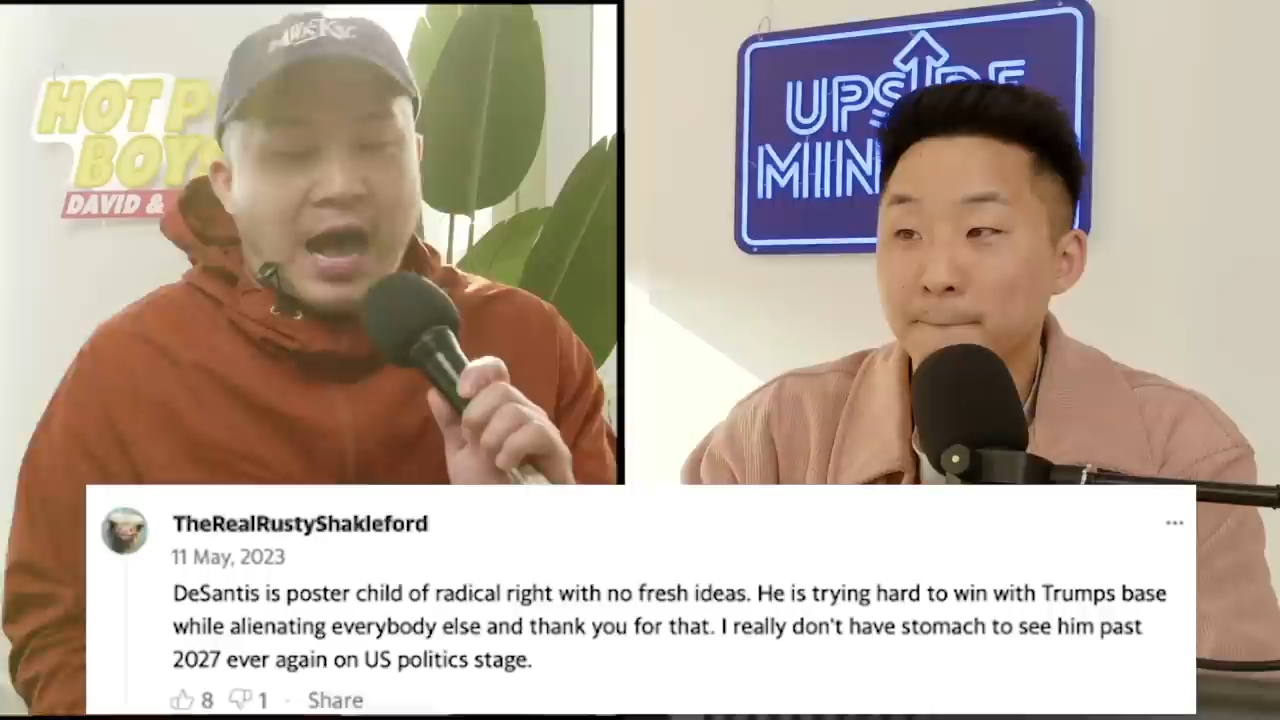 HOT P
BOYS
DAVID &
UPSIDE
MIN
TheRealRustyShakleford
11 May, 2023
DeSantis is poster child of radical right with no fresh ideas. He is trying hard to win with Trumps base
while alienating everybody else and thank you for that. I really don't have stomach to see him past
2027 ever again on US politics stage.
8 1 · Share